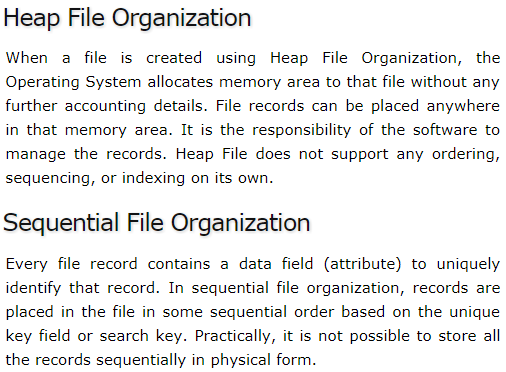 Heap File Organization
When a file is created using Heap File Organization, the
Operating System allocates memory area to that file without any
further accounting details. File records can be placed anywhere
in that memory area. It is the responsibility of the software to
manage the records. Heap File does not support any ordering,
sequencing, or indexing on its own.
Sequential File Organization
Every file record contains a data field (attribute) to uniquely
identify that record. In sequential file organization, records are
placed in the file in some sequential order based on the unique
key field or search key. Practically, it is not possible to store all
the records sequentially in physical form.